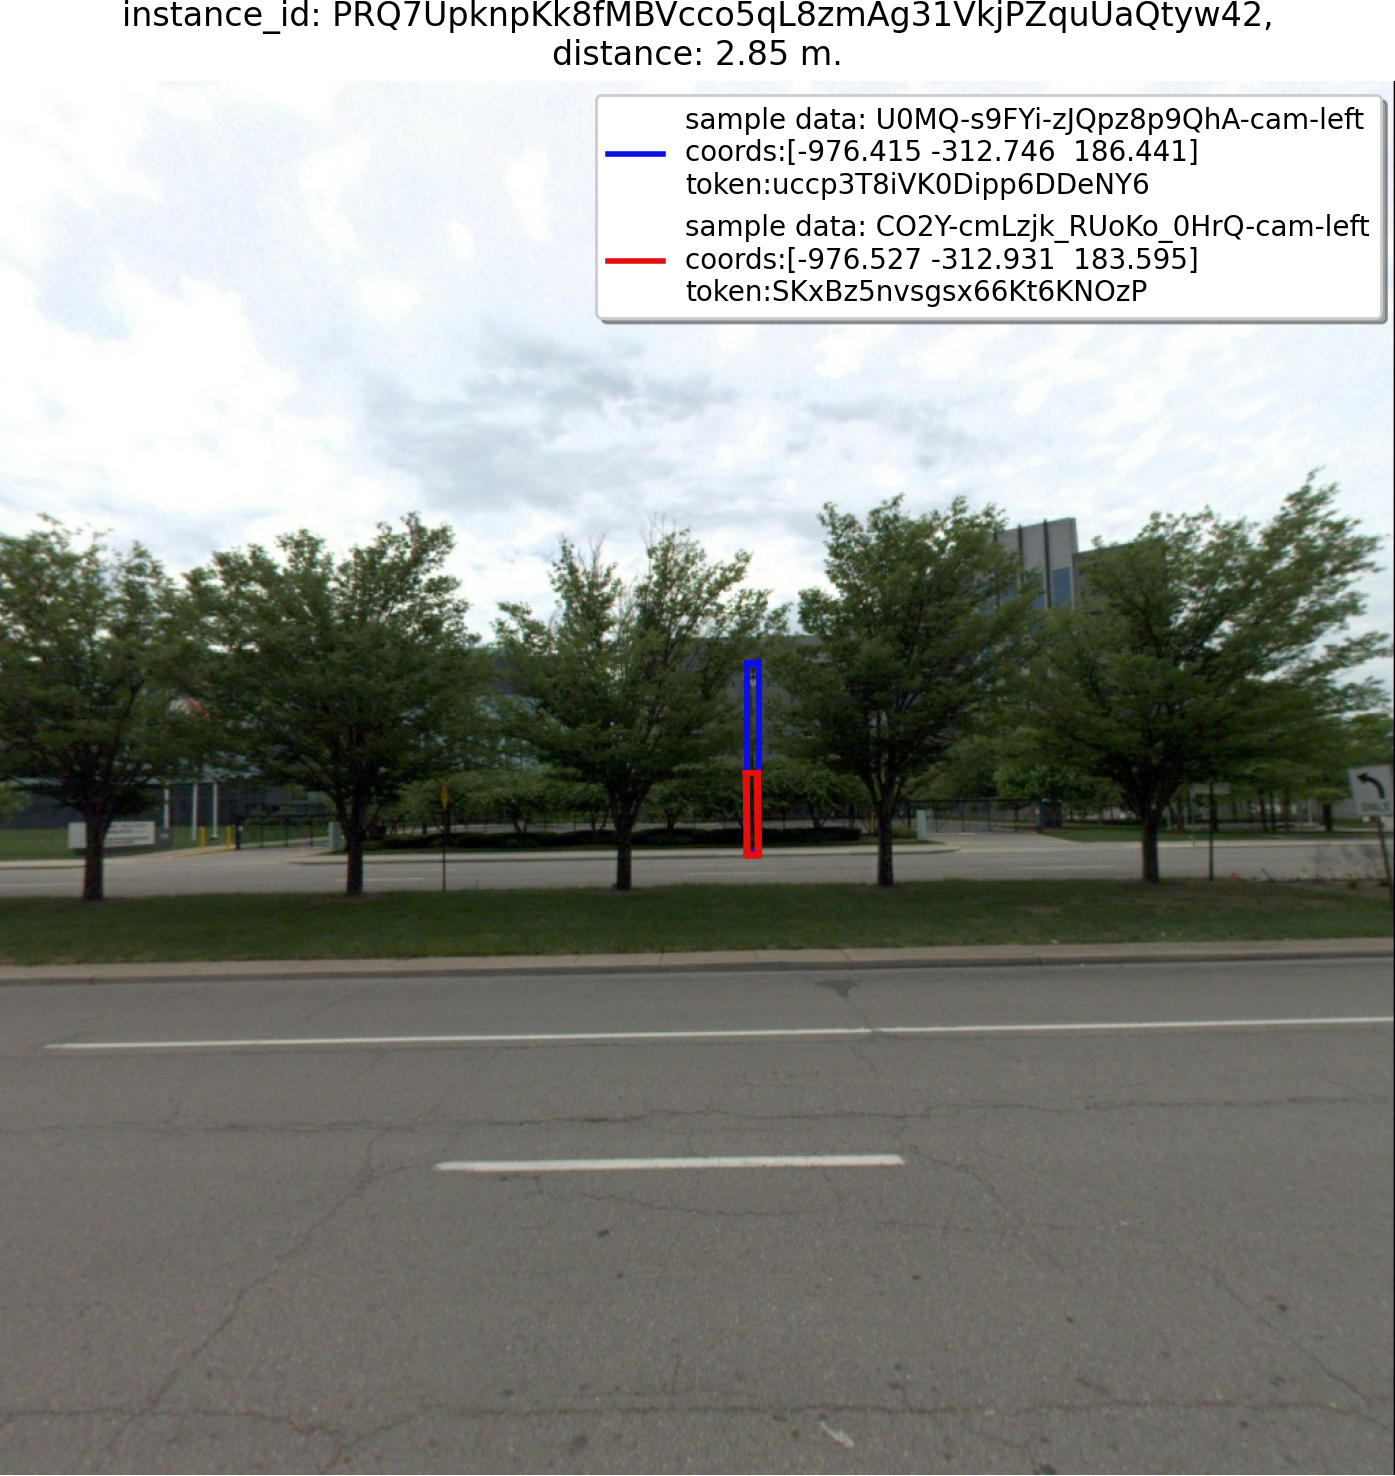 instance_id: PRQ7UpknpKk8fMBVcco5qL8zmAg31VkjPZquUaQtyw42,
distance: 2.85 m.
sample data: U0MQ-s9FYi-zJQpz8p9QhA-cam-left
coords:[-976.415 -312.746  186.441]
token:uccp3T8iVK0Dipp6DDeNY6
sample data: CO2Y-cmLzjk_RUoKo_0HrQ-cam-left
coords:[-976.527 -312.931  183.595]
token:SKxBz5nvsgsx66Kt6KNOzP
ONLY